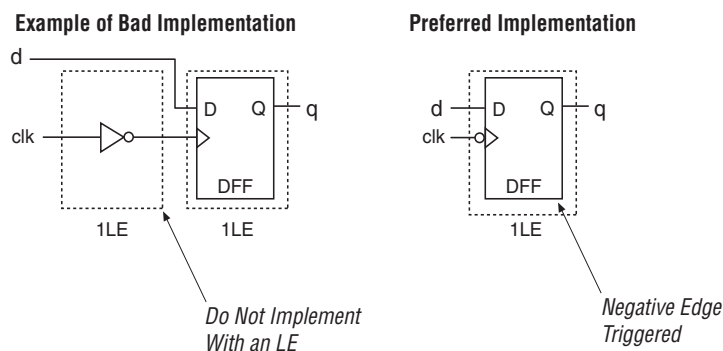 Example of Bad Implementation
d
clk
D
Q
q
DFF
1LE
1LE
Do Not Implement
With an LE
Preferred Implementation
d
clk
D
Q
q
DFF
1LE
Negative Edge
Triggered